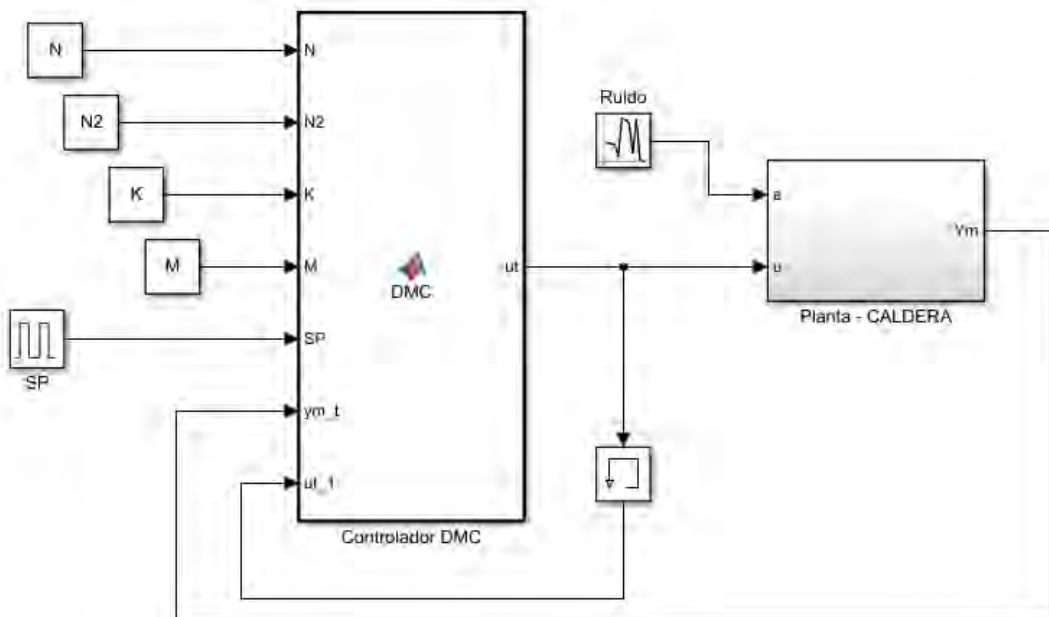 N
N
N2
N2
K
K
M
M
DMC
ut
SP
SP
ym_t
ut_1
Controlador DMC
Ruido
a
u
Ym
Planta - CALDERA